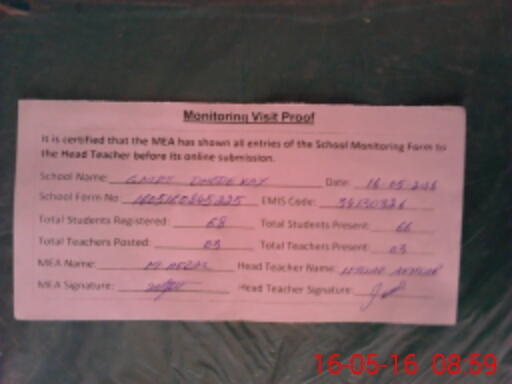 Monitoring Visit Proof
It is certified that the MEA has shown all entries of the School Monitoring Form to
the Head Teacher before its online submission.
School Name: Date: 16-05-2016
School Form No EMIS Code:
Total Students Registered: 68 Total Students Present: 66
Total Teachers Posted: 03 Total Teachers Present: 03
MEA Name: M. AFZAL Head Teacher Name:
MEA Signature: Head Teacher Signature:
16-05-16 08:59